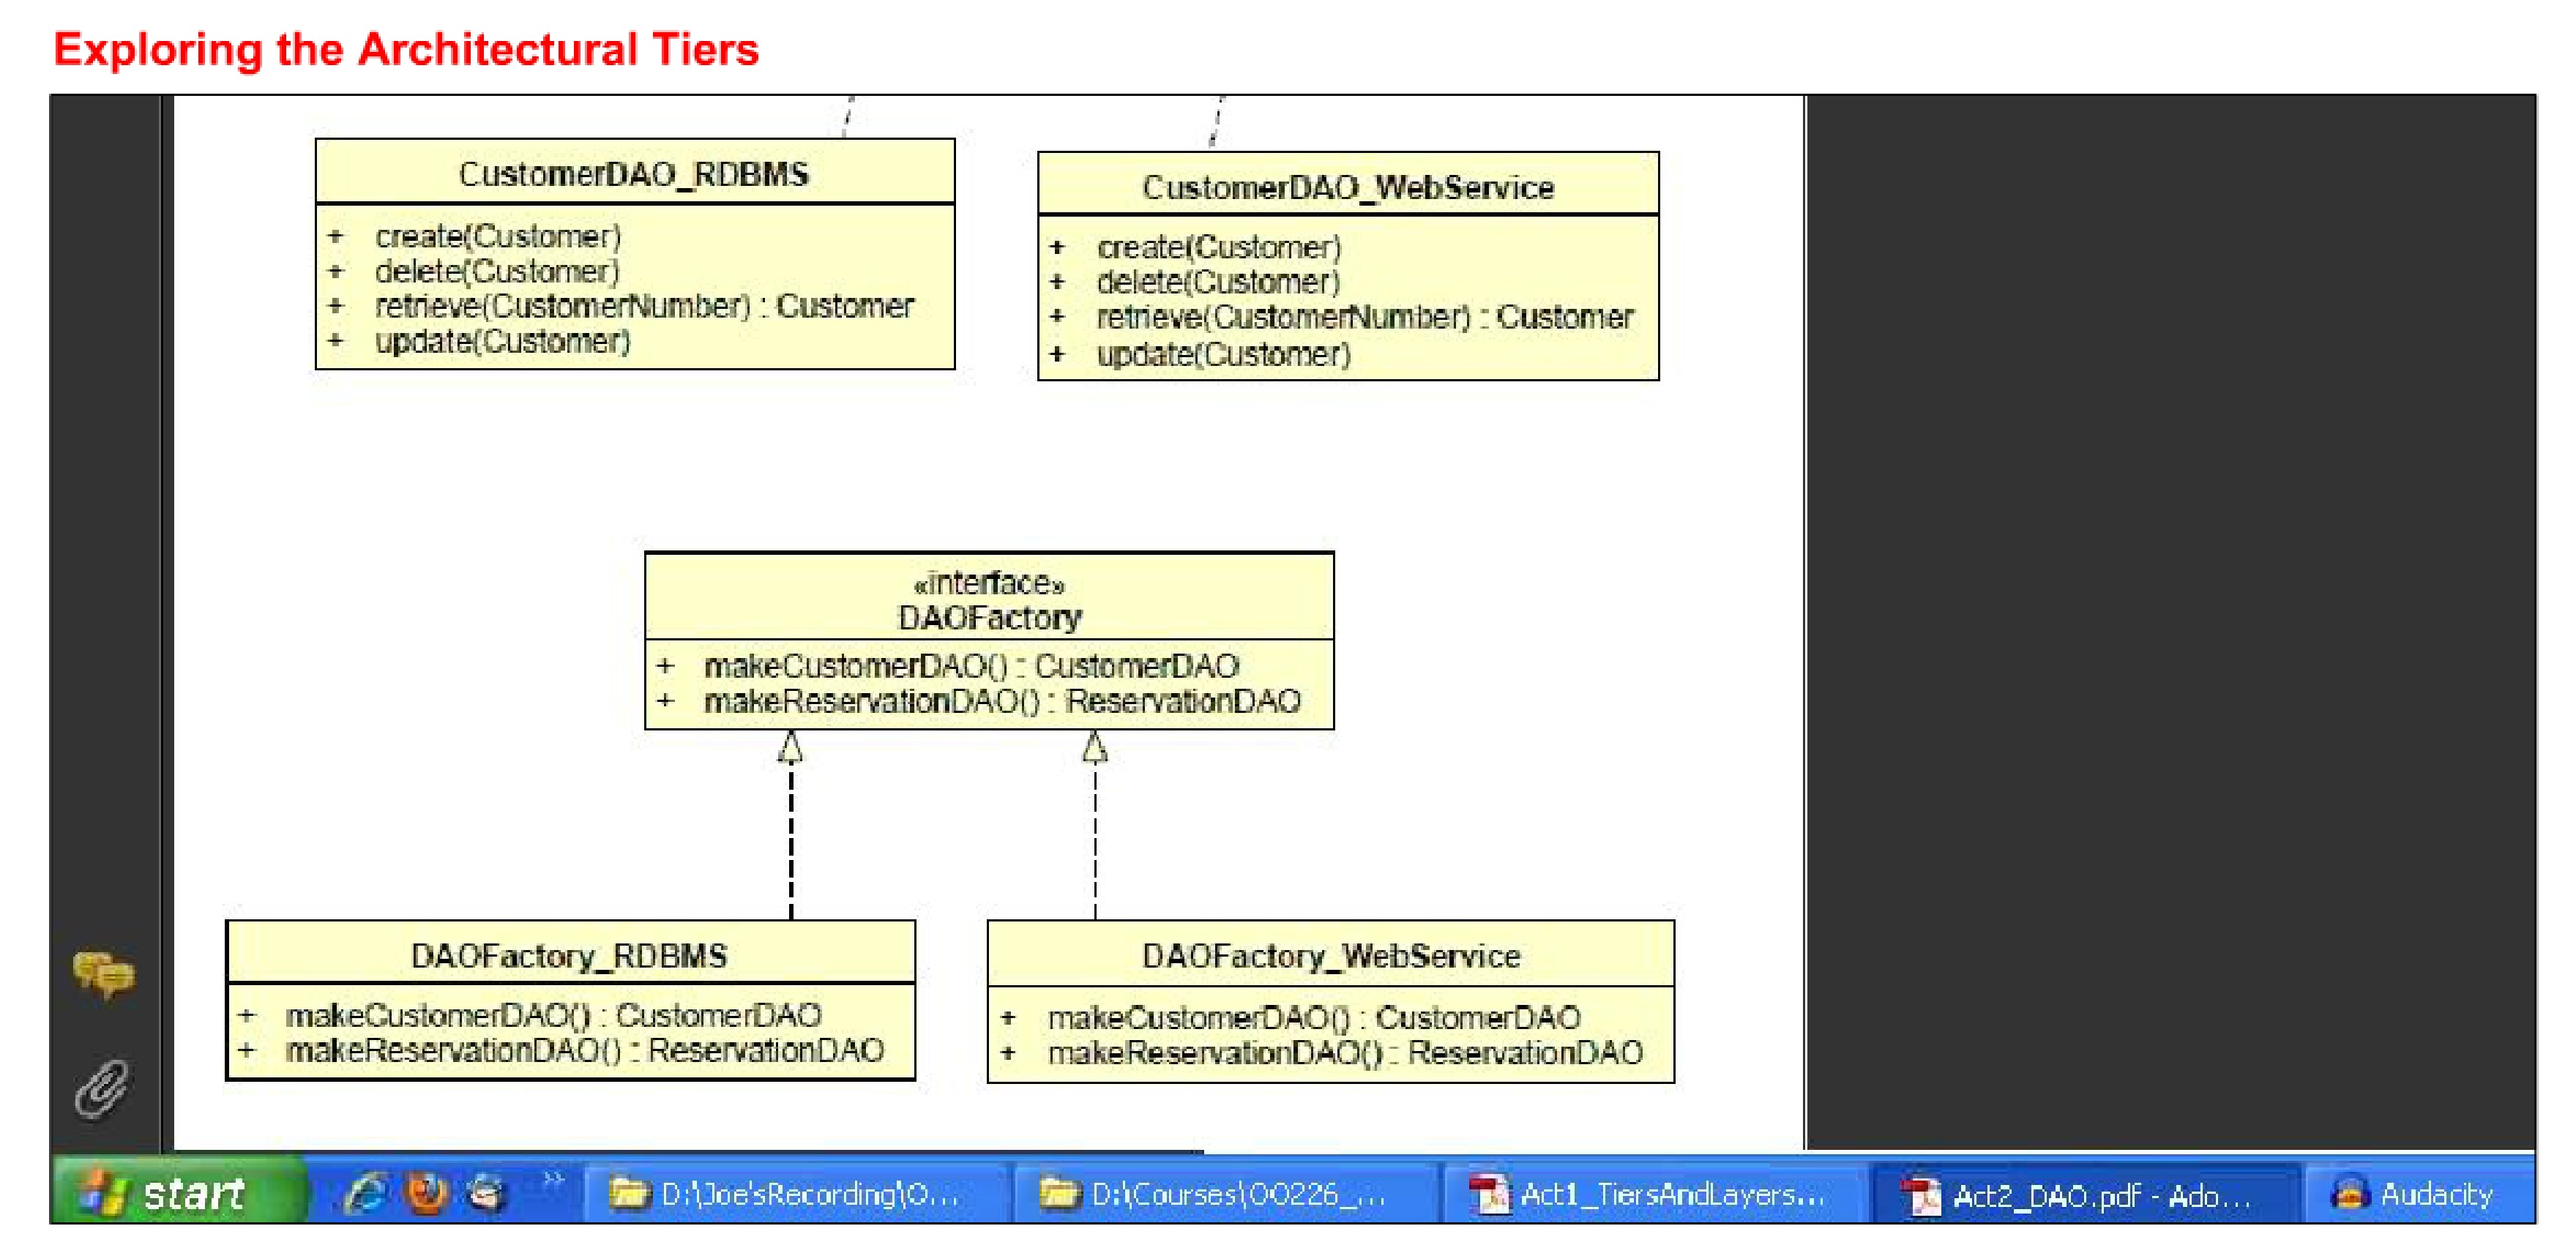 Exploring the Architectural Tiers
CustomerDAO_RDBMS
+ create(Customer)
+ delete(Customer)
+ retrieve(CustomerNumber) : Customer
+ update(Customer)
CustomerDAO_WebService
+ create(Customer)
+ delete(Customer)
+ retrieve(CustomerNumber) : Customer
+ update(Customer)
«interface»
DAOFactory
+ makeCustomerDAO() : CustomerDAO
+ makeReservationDAO() : ReservationDAO
DAOFactory_RDBMS
+ makeCustomerDAO() : CustomerDAO
+ makeReservationDAO() : ReservationDAO
DAOFactory_WebService
+ makeCustomerDAO() : CustomerDAO
+ makeReservationDAO() : ReservationDAO
start
»
D:\Joe'sRecording\O...
D:\Courses\OO226_...
Act1_TiersAndLayers...
Act2_DAO.pdf - Ado...
Audacity